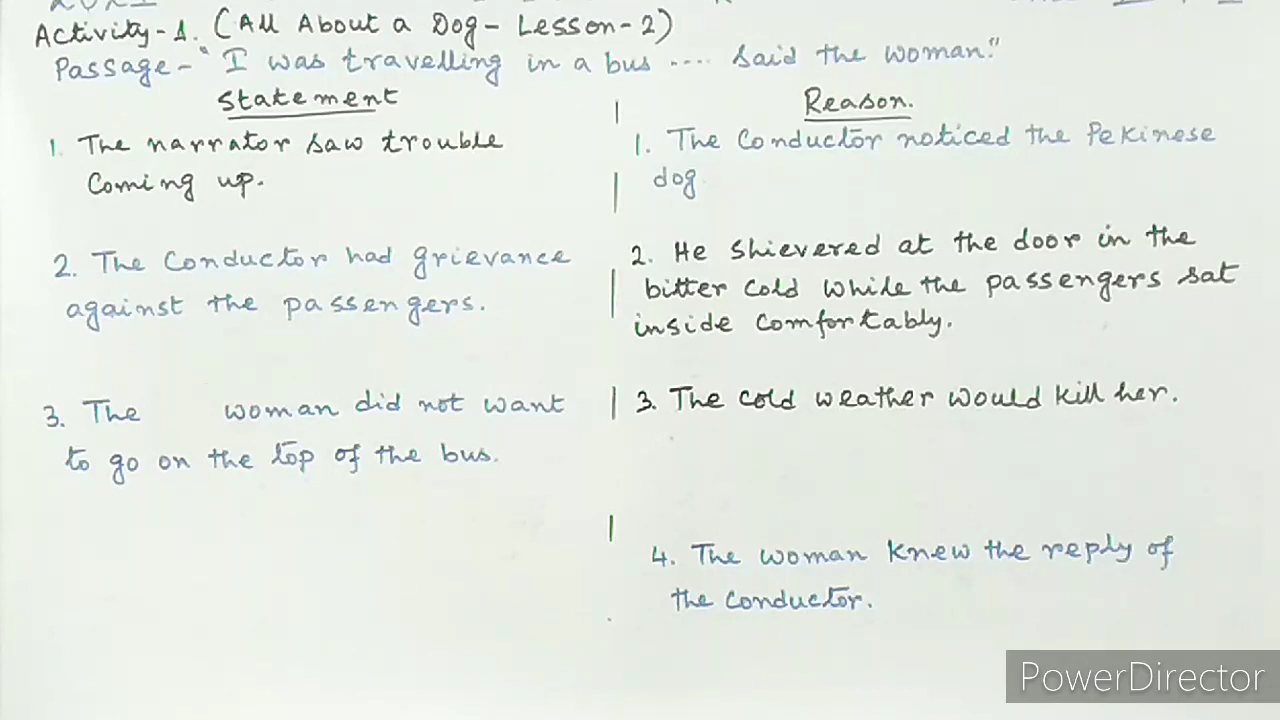 Activity-1. (All About a Dog- Lesson-2)
Passage- "I was travelling in a bus .... said the woman."
Statement
Reason.
1. The narrator saw trouble
coming up.
1. The conductor noticed the Pekinese
dog
2. The conductor had grievance
against the passengers.
2. He shievered at the door in the
bitter cold while the passengers sat
inside comfortably.
3. The woman did not want
to go on the top of the bus.
3. The cold weather would kill her.
4. The woman knew the reply of
the conductor.
PowerDirector